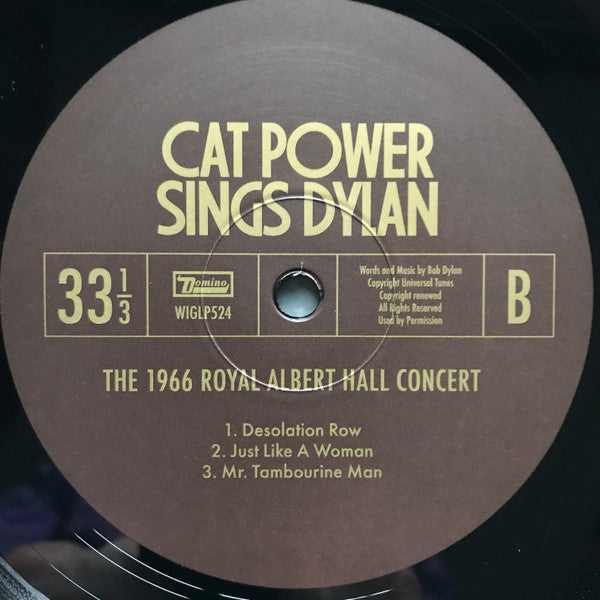 CAT POWER
SINGS DYLAN
33 1/3
Domino
WIGLP524
Words and Music by Bob Dylan
Copyright Universal Tunes
Copyright renewed
All Rights Reserved
Used by Permission
B
THE 1966 ROYAL ALBERT HALL CONCERT
1. Desolation Row
2. Just Like A Woman
3. Mr. Tambourine Man